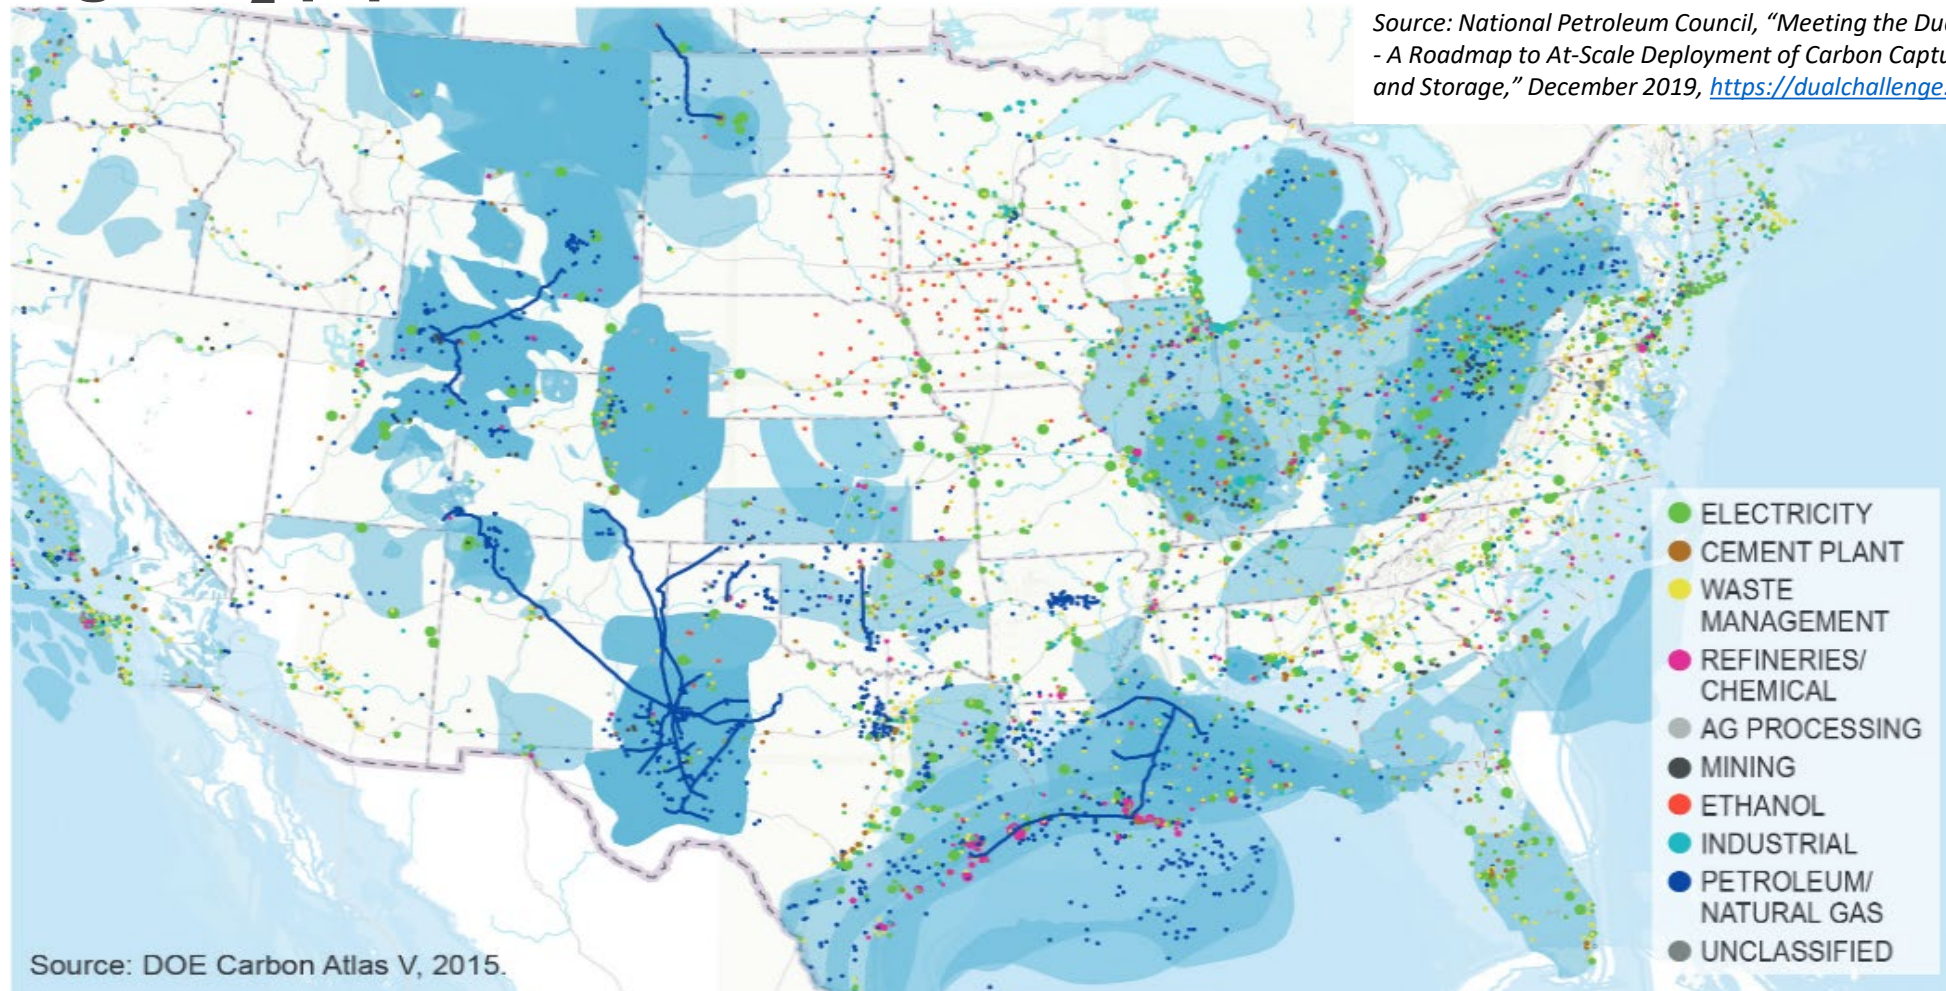 Source: National Petroleum Council, “Meeting the
- A Roadmap to At-Scale Deployment of Carbon
and Storage,” December 2019, https://dualchallenge.
ELECTRICITY
CEMENT PLANT
WASTE
MANAGEMENT
REFINERIES/
CHEMICAL
AG PROCESSING
MINING
ETHANOL
INDUSTRIAL
PETROLEUM/
NATURAL GAS
UNCLASSIFIED
Source: DOE Carbon Atlas V, 2015.